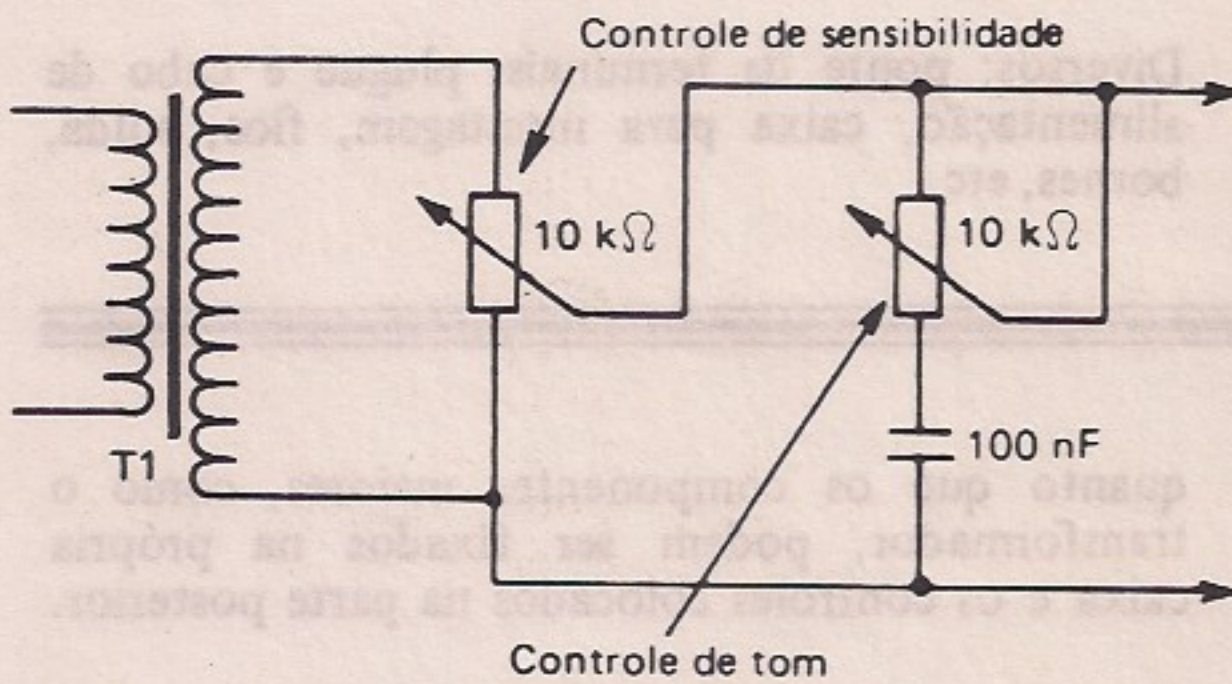 Controle de sensibilidade
10 kΩ
10 kΩ
T1
100 nF
Controle de tom